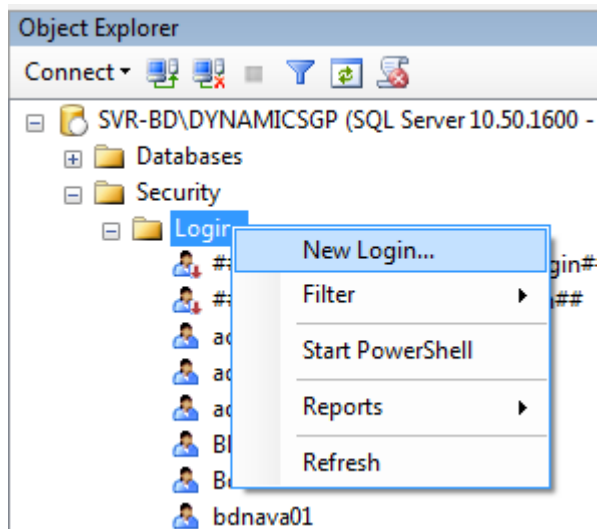 Object Explorer
Connect
SVR-BD\DYNAMICSGP (SQL Server 10.50.1600 -
Databases
Security
Login
New Login...
Filter
Start PowerShell
Reports
Refresh
bdnava01